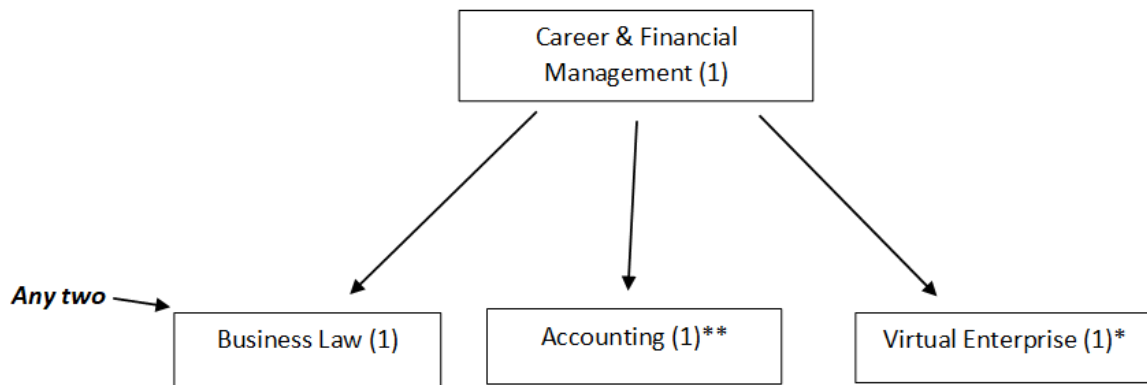 Career & Financial
Management (1)
Any two
Business Law (1)
Accounting (1)**
Virtual Enterprise (1)*